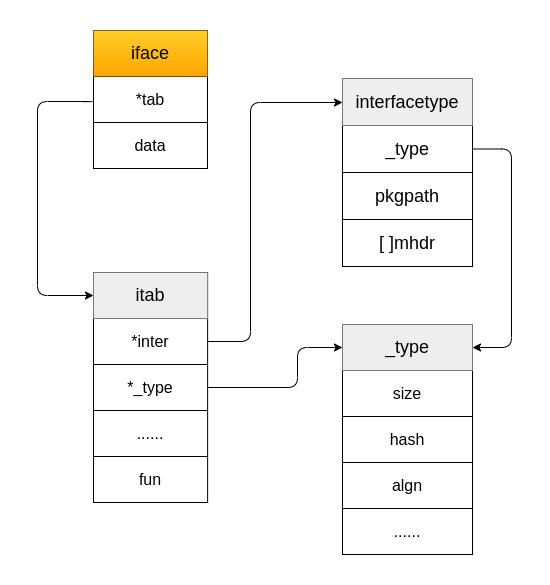 iface
*tab
data
itab
*inter
*_type
......
fun
interfacetype
_type
pkgpath
[ ]mhdr
_type
size
hash
algn
......